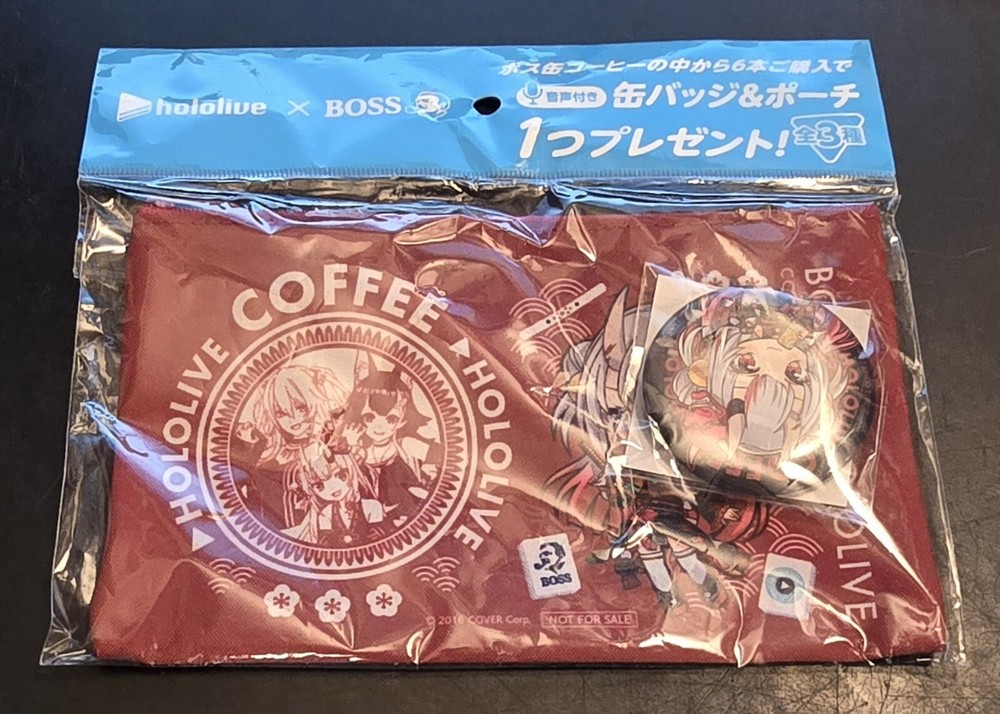 hololive × BOSS
ボス缶コーヒーの中から6本ご購入で
音声付き 缶バッジ&ポーチ
1つプレゼント! 全3種
COFFEE
HOLOLIVE
HOLOLIVE
BOSS
© 2016 COVER Corp. NOT FOR SALE